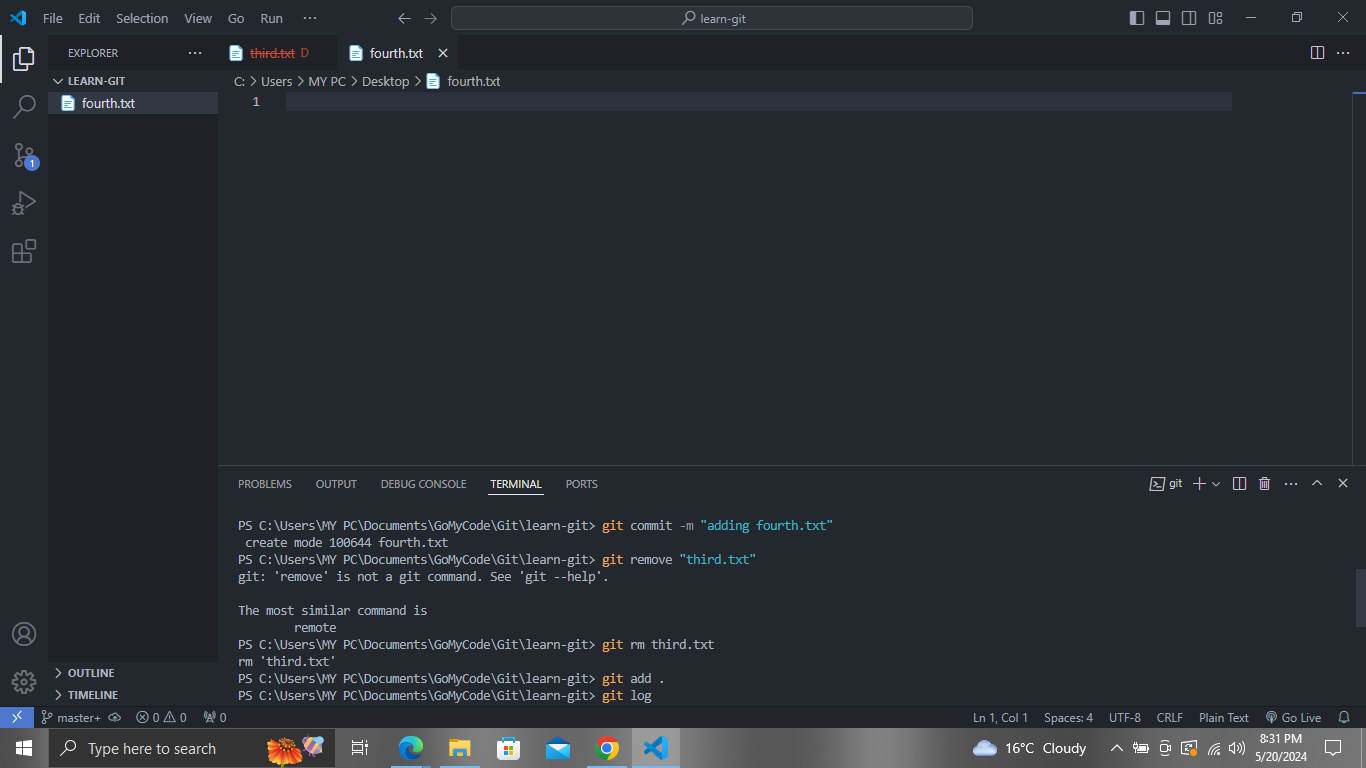 File Edit Selection View Go Run ··· learn-git
EXPLORER ··· third.txt D fourth.txt
LEARN-GIT
C: > Users > MY PC > Desktop > fourth.txt
fourth.txt
1
1
PROBLEMS OUTPUT DEBUG CONSOLE TERMINAL PORTS git
PS C:\Users\MY PC\Documents\GoMyCode\Git\learn-git> git commit -m "adding fourth.txt"
create mode 100644 fourth.txt
PS C:\Users\MY PC\Documents\GoMyCode\Git\learn-git> git remove "third.txt"
git: 'remove' is not a git command. See 'git --help'.
The most similar command is
remote
PS C:\Users\MY PC\Documents\GoMyCode\Git\learn-git> git rm third.txt
rm 'third.txt'
PS C:\Users\MY PC\Documents\GoMyCode\Git\learn-git> git add .
PS C:\Users\MY PC\Documents\GoMyCode\Git\learn-git> git log
OUTLINE
TIMELINE
master+ 0 0 0 Ln 1, Col 1 Spaces: 4 UTF-8 CRLF Plain Text Go Live
Type here to search 16°C Cloudy 8:31 PM
5/20/2024